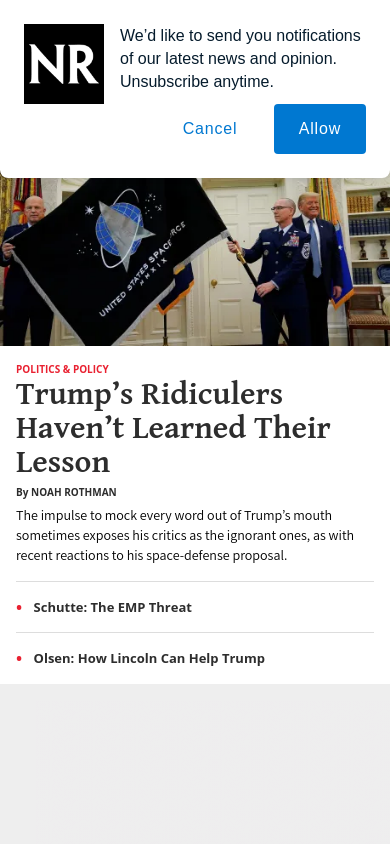 NR
We’d like to send you notifications
of our latest news and opinion.
Unsubscribe anytime.
Cancel
Allow
UNITED STATES SPACE FORCE
MMXIX
POLITICS & POLICY
Trump’s Ridiculers
Haven’t Learned Their
Lesson
By NOAH ROTHMAN
The impulse to mock every word out of Trump’s mouth
sometimes exposes his critics as the ignorant ones, as with
recent reactions to his space-defense proposal.
Schutte: The EMP Threat
Olsen: How Lincoln Can Help Trump